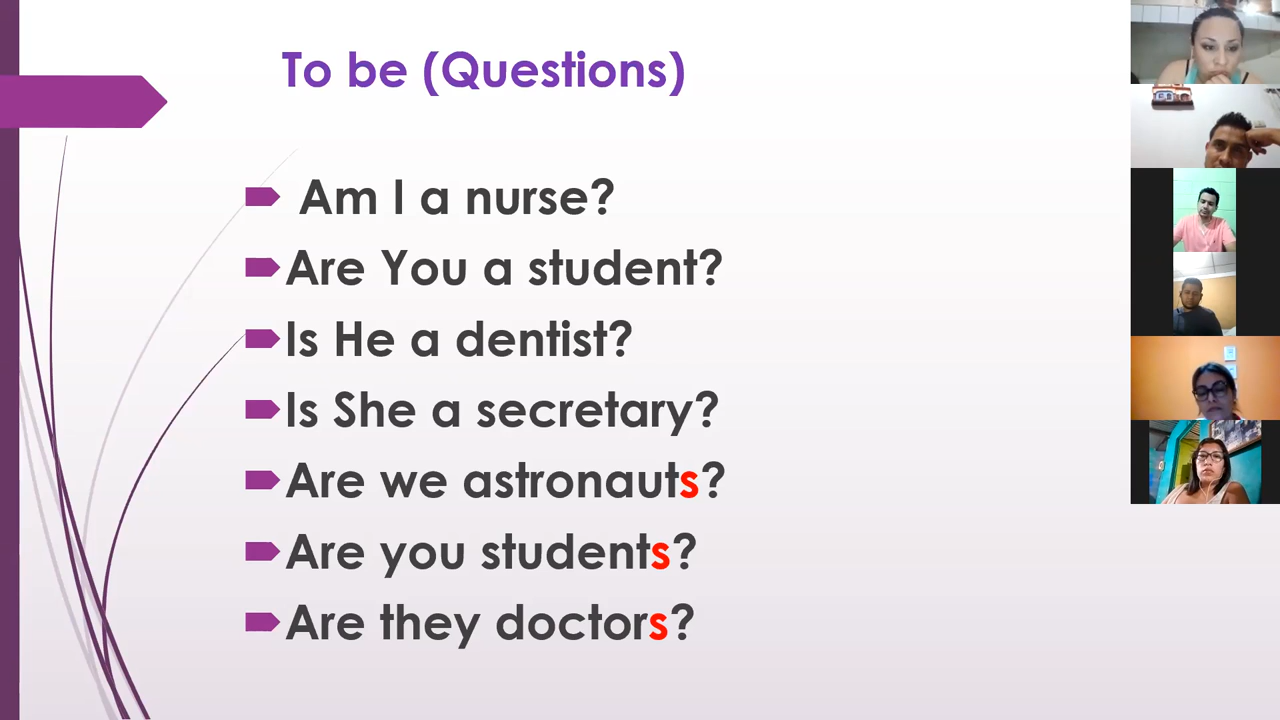 To be (Questions)
Am I a nurse?
Are You a student?
Is He a dentist?
Is She a secretary?
Are we astronauts?
Are you students?
Are they doctors?